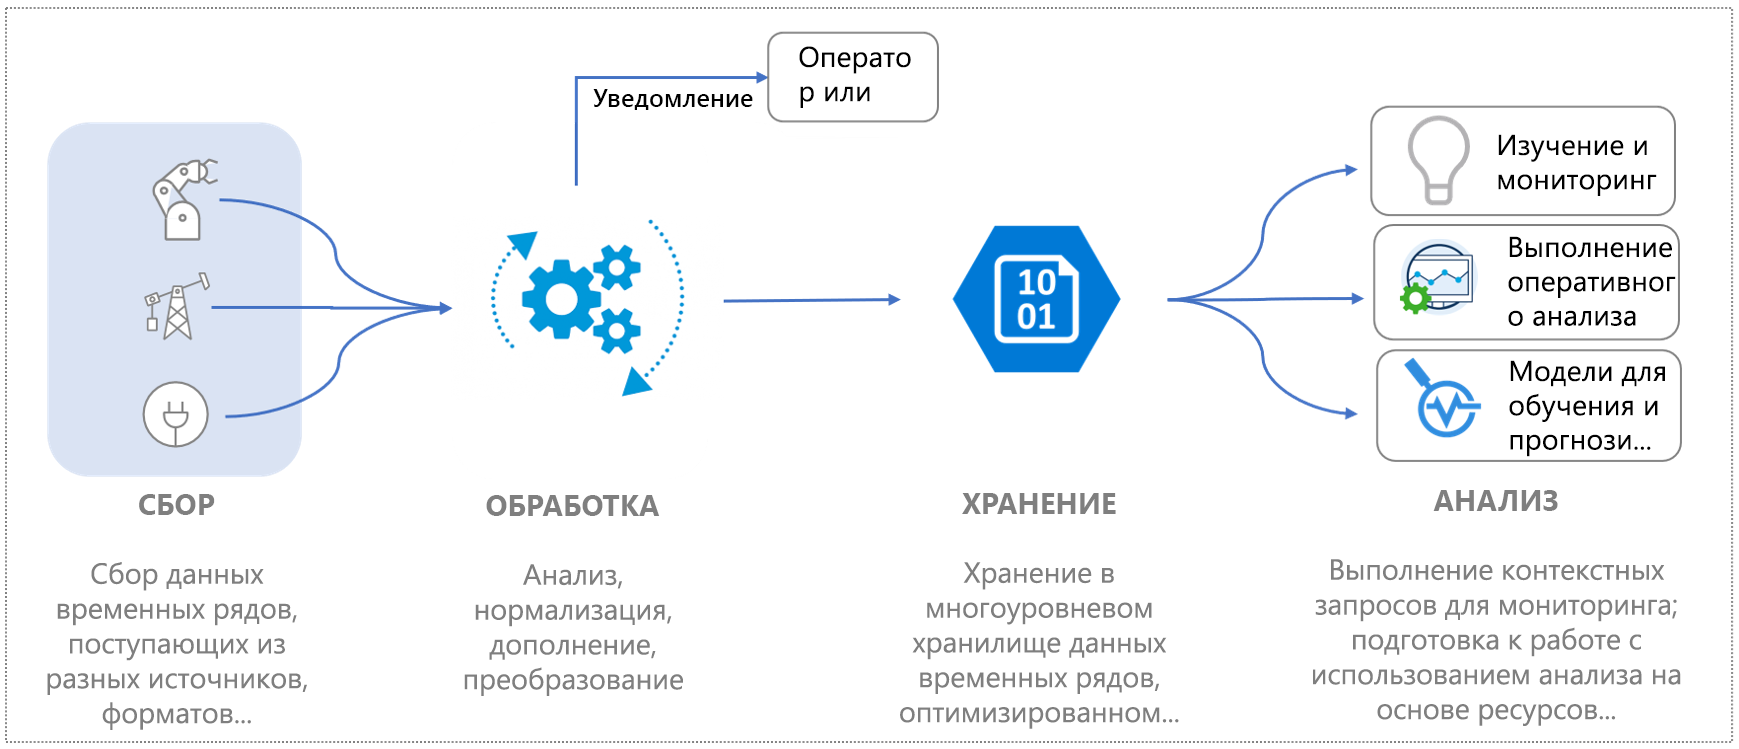 Операто
р или
Уведомление
Изучение и
мониторинг
Выполнение
оперативног
о анализа
Модели для
обучения и
прогнози...
10
01
СБОР
Сбор данных
временных рядов,
поступающих из
разных источников,
форматов...
ОБРАБОТКА
Анализ,
нормализация,
дополнение,
преобразование
ХРАНЕНИЕ
Хранение в
многоуровневом
хранилище данных
временных рядов,
оптимизированном...
АНАЛИЗ
Выполнение контекстных
запросов для мониторинга;
подготовка к работе с
использованием анализа на
основе ресурсов...